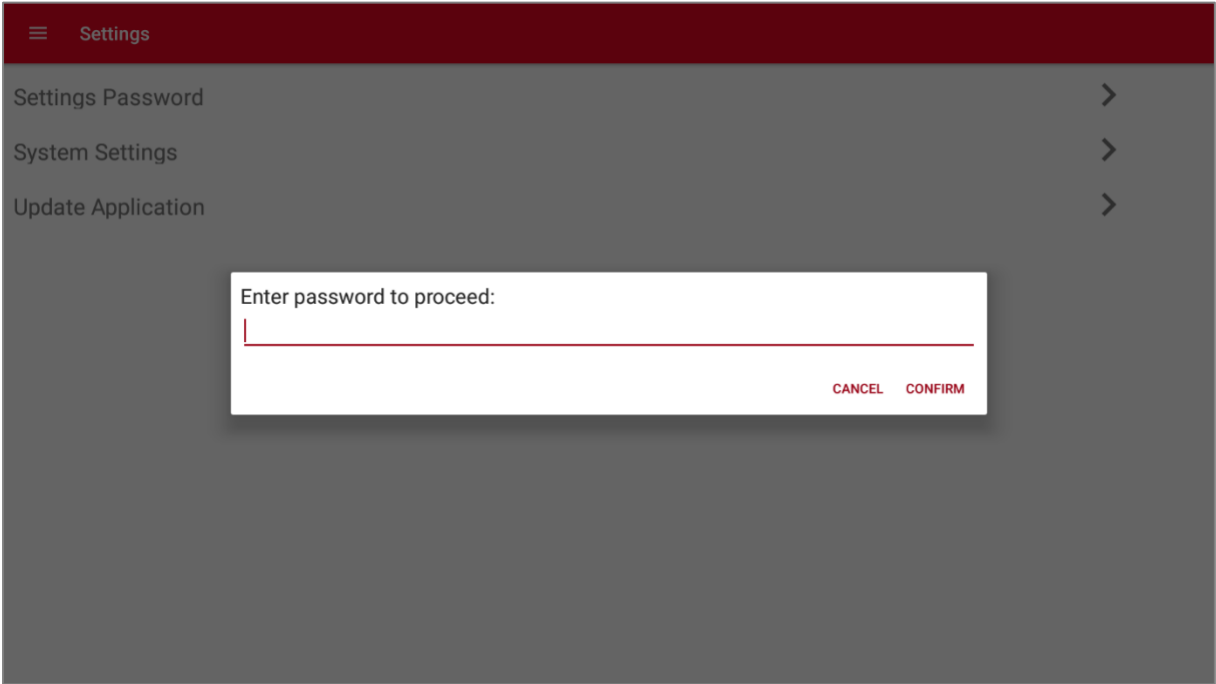 Settings
Settings Password
System Settings
Update Application
Enter password to proceed:
CANCEL CONFIRM